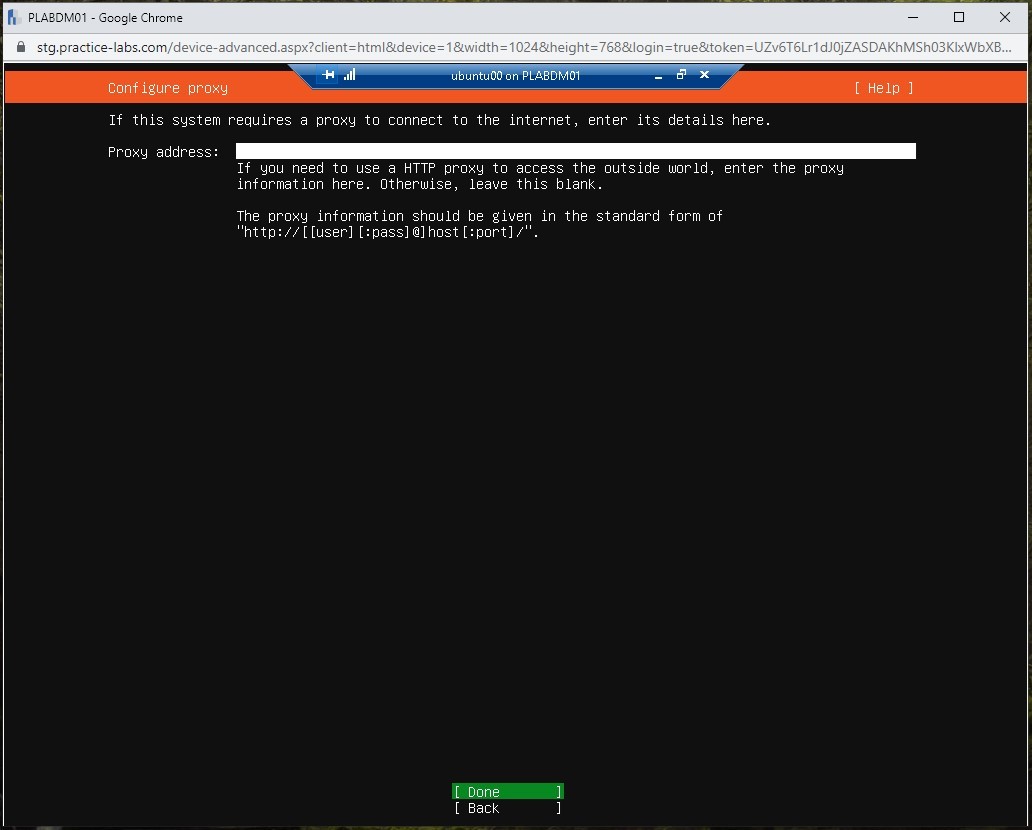 PLABDM01 - Google Chrome
stg.practice-labs.com/device-advanced.aspx?client=html&device=1&width=1024&height=768&login=true&token=UZv6T6Lr1dJ0jZASDAKhMSh03KlxWbXB...
ubuntu00 on PLABDM01
Configure proxy
[ Help ]
If this system requires a proxy to connect to the internet, enter its details here.
Proxy address:
If you need to use a HTTP proxy to access the outside world, enter the proxy
information here. Otherwise, leave this blank.
The proxy information should be given in the standard form of
"http://[[user][:pass]@]host[:port]/".
[ Done ]
[ Back ]